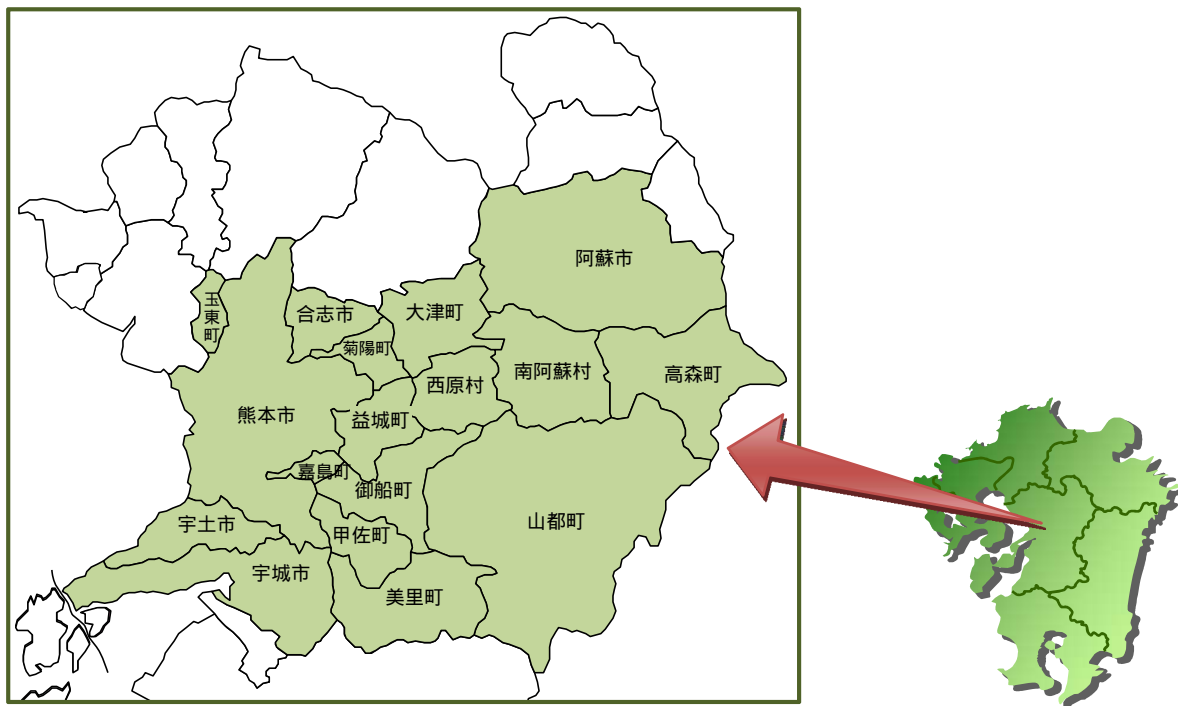 阿蘇市
玉東町
合志市
大津町
菊陽町
西原村
南阿蘇村
高森町
熊本市
益城町
嘉島町
御船町
宇土市
甲佐町
山都町
宇城市
美里町